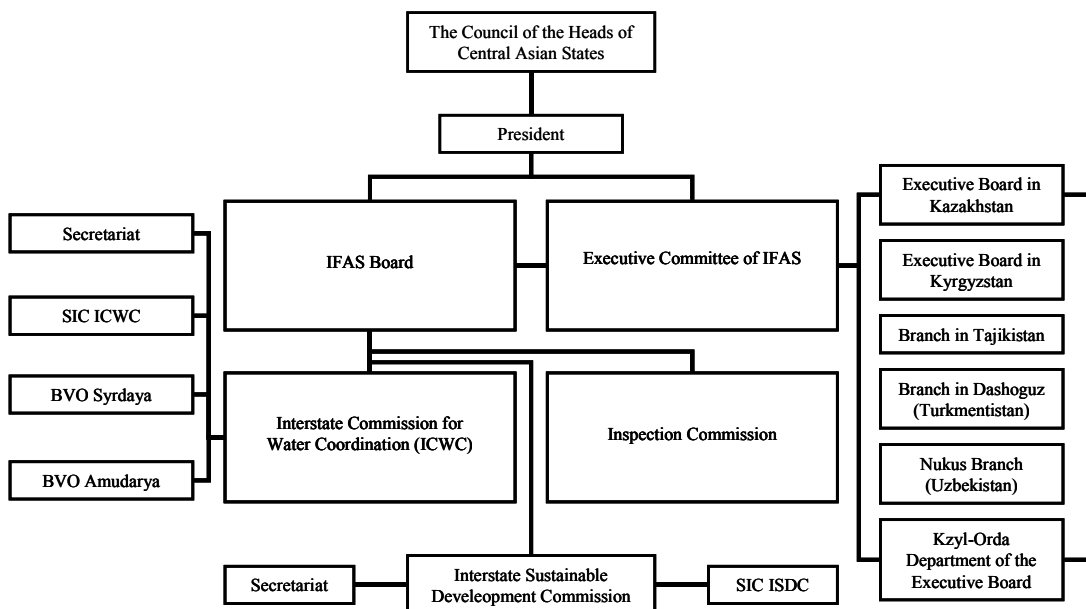 The Council of the Heads of
Central Asian States
President
Executive Board in
Kazakhstan
Secretariat
IFAS Board
Executive Committee of IFAS
Executive Board in
Kyrgyzstan
SIC ICWC
Branch in Tajikistan
BVO Syrdaya
Interstate Commission for
Water Coordination (ICWC)
Inspection Commission
Branch in Dashoguz
(Turkmentistan)
BVO Amudarya
Nukus Branch
(Uzbekistan)
Kzyl-Orda
Department of the
Executive Board
Secretariat
Interstate Sustainable
Develeopment Commission
SIC ISDC